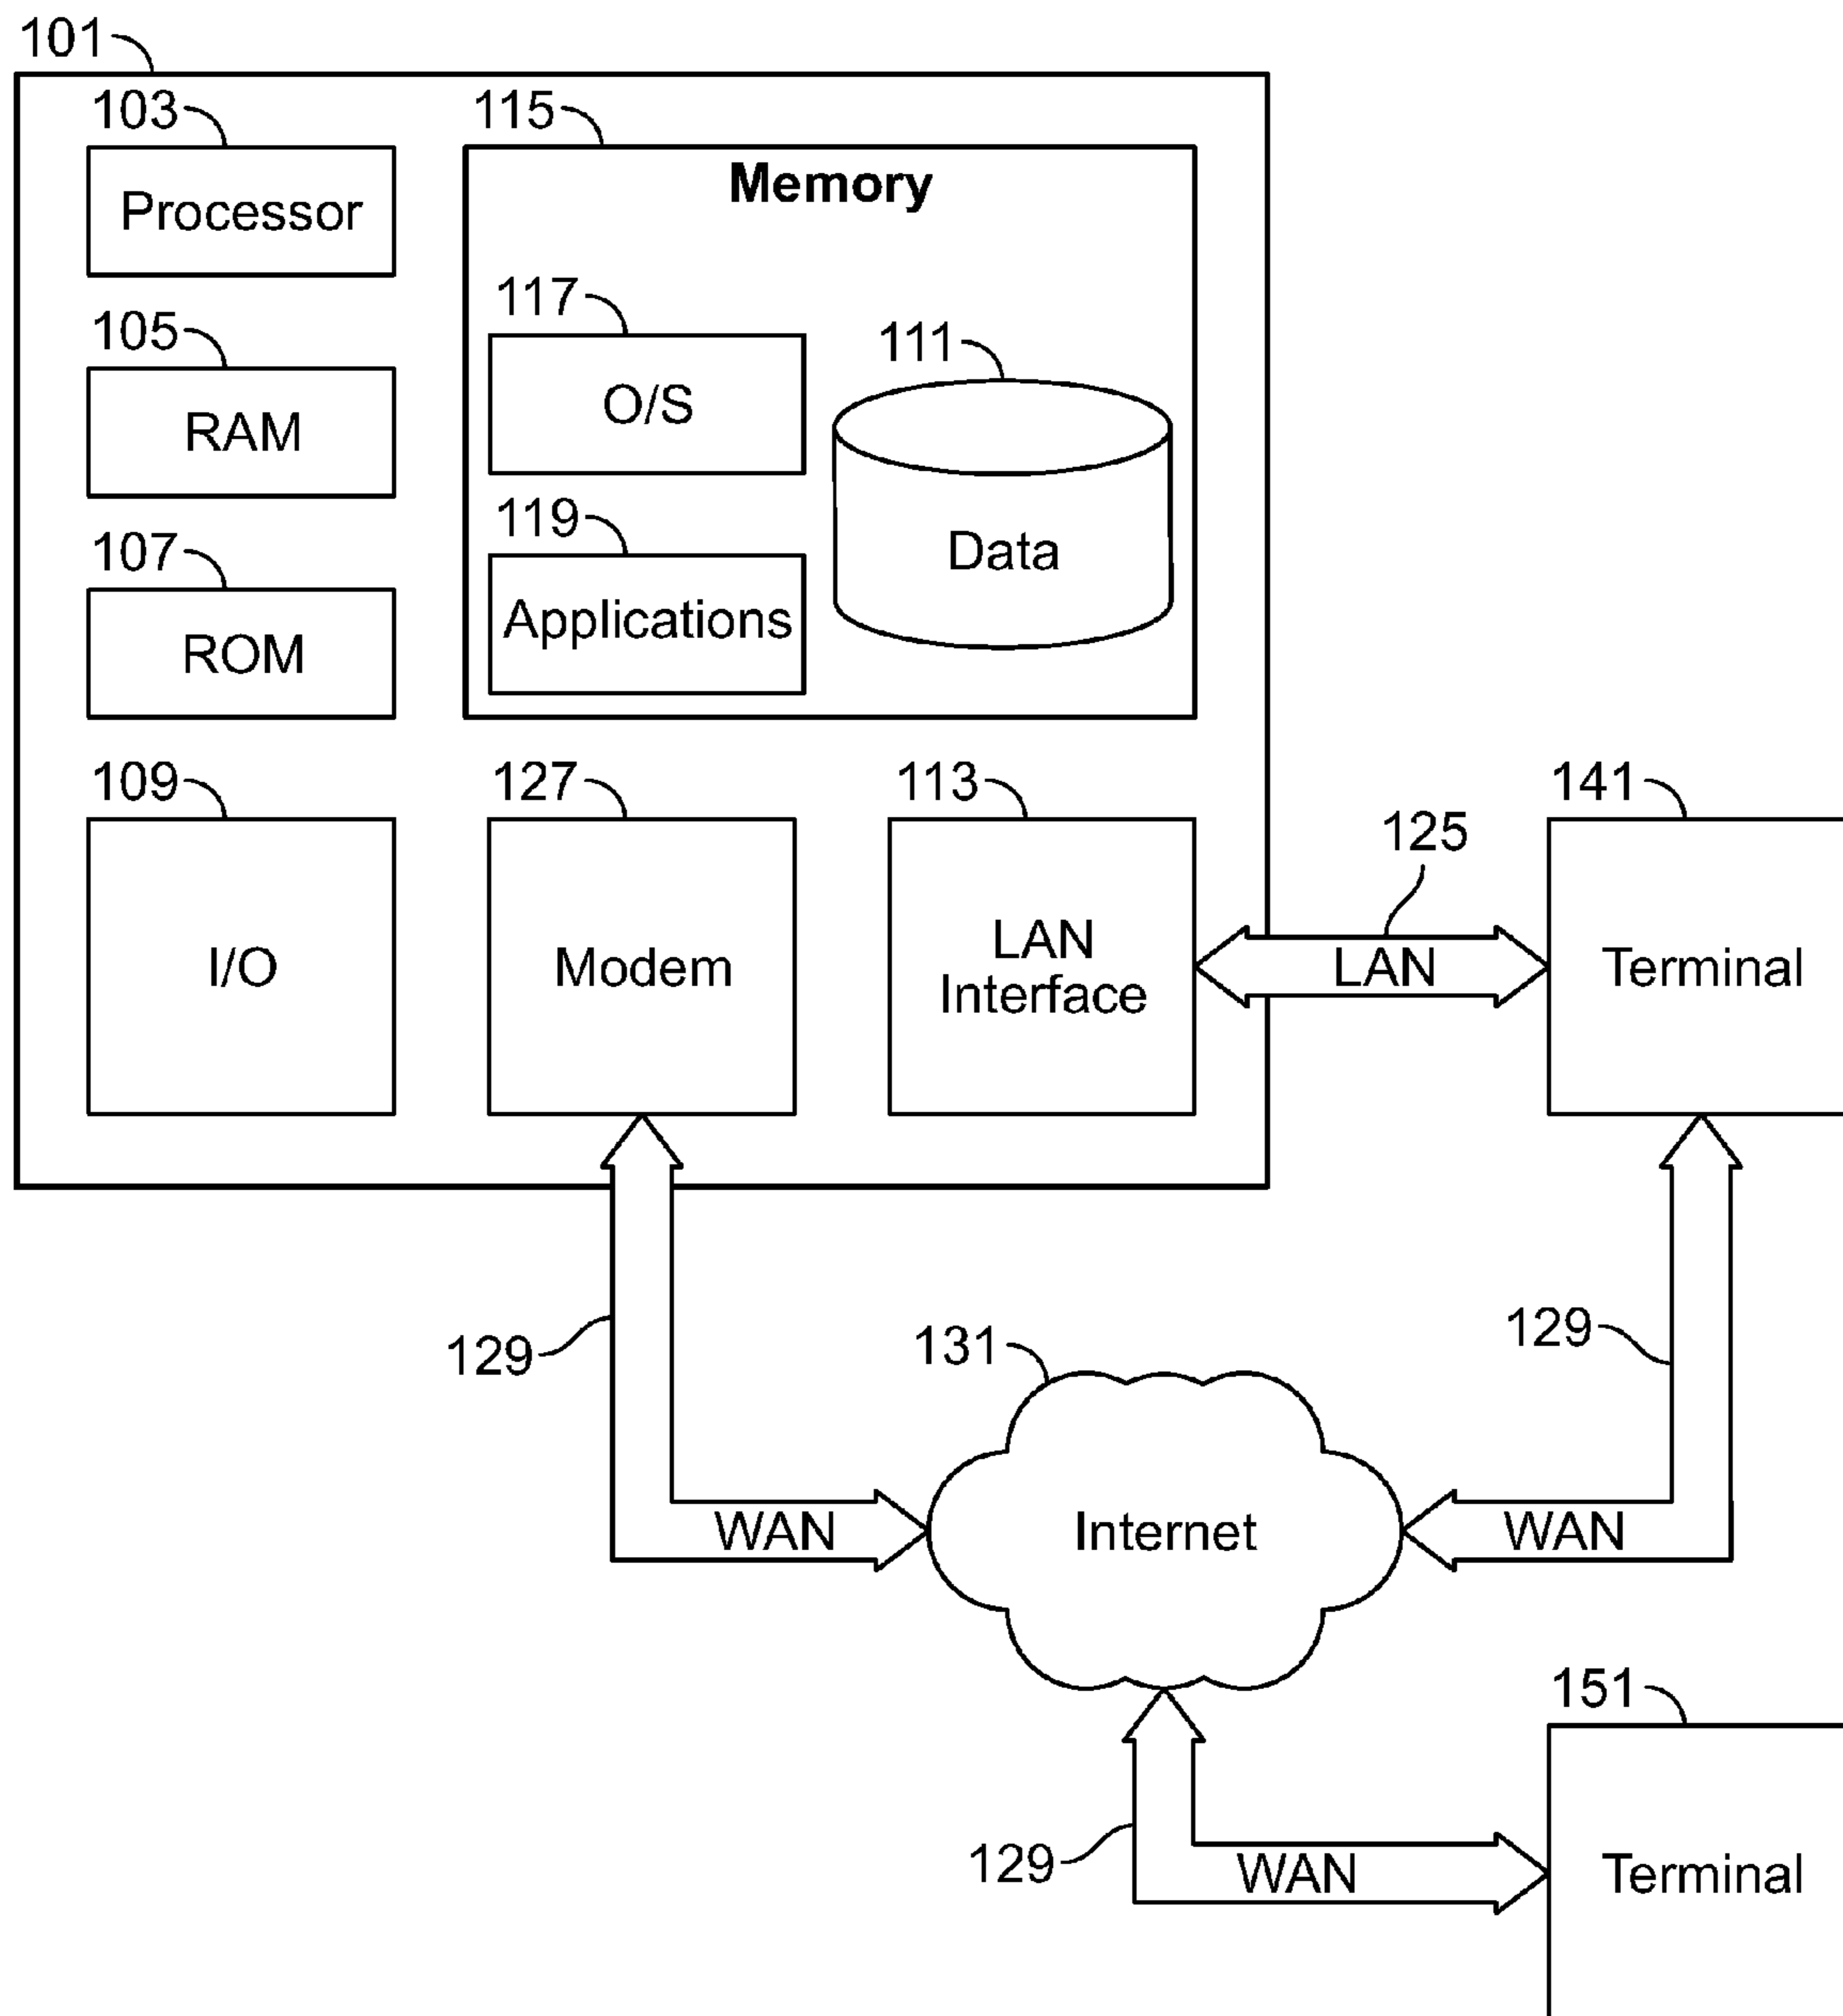 101
103
115
Processor
Memory
105
117
111
RAM
O/S
107
119
Data
ROM
Applications
109
127
113
141
125
I/O
Modem
LAN
Interface
LAN
Terminal
129
131
129
WAN
Internet
WAN
151
129
WAN
Terminal